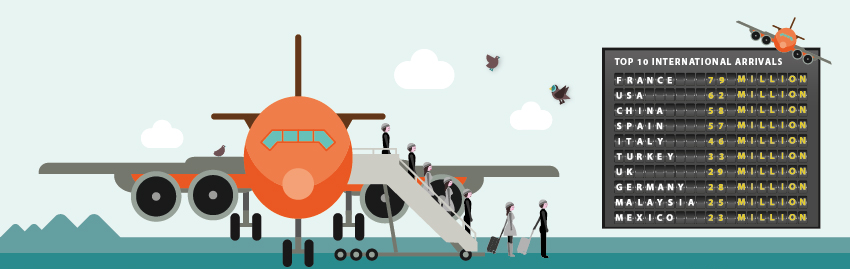 TOP 10 INTERNATIONAL ARRIVALS
FRANCE 79 MILLION
USA 62 MILLION
CHINA 58 MILLION
SPAIN 57 MILLION
ITALY 46 MILLION
TURKEY 33 MILLION
UK 29 MILLION
GERMANY 28 MILLION
MALAYSIA 25 MILLION
MEXICO 23 MILLION